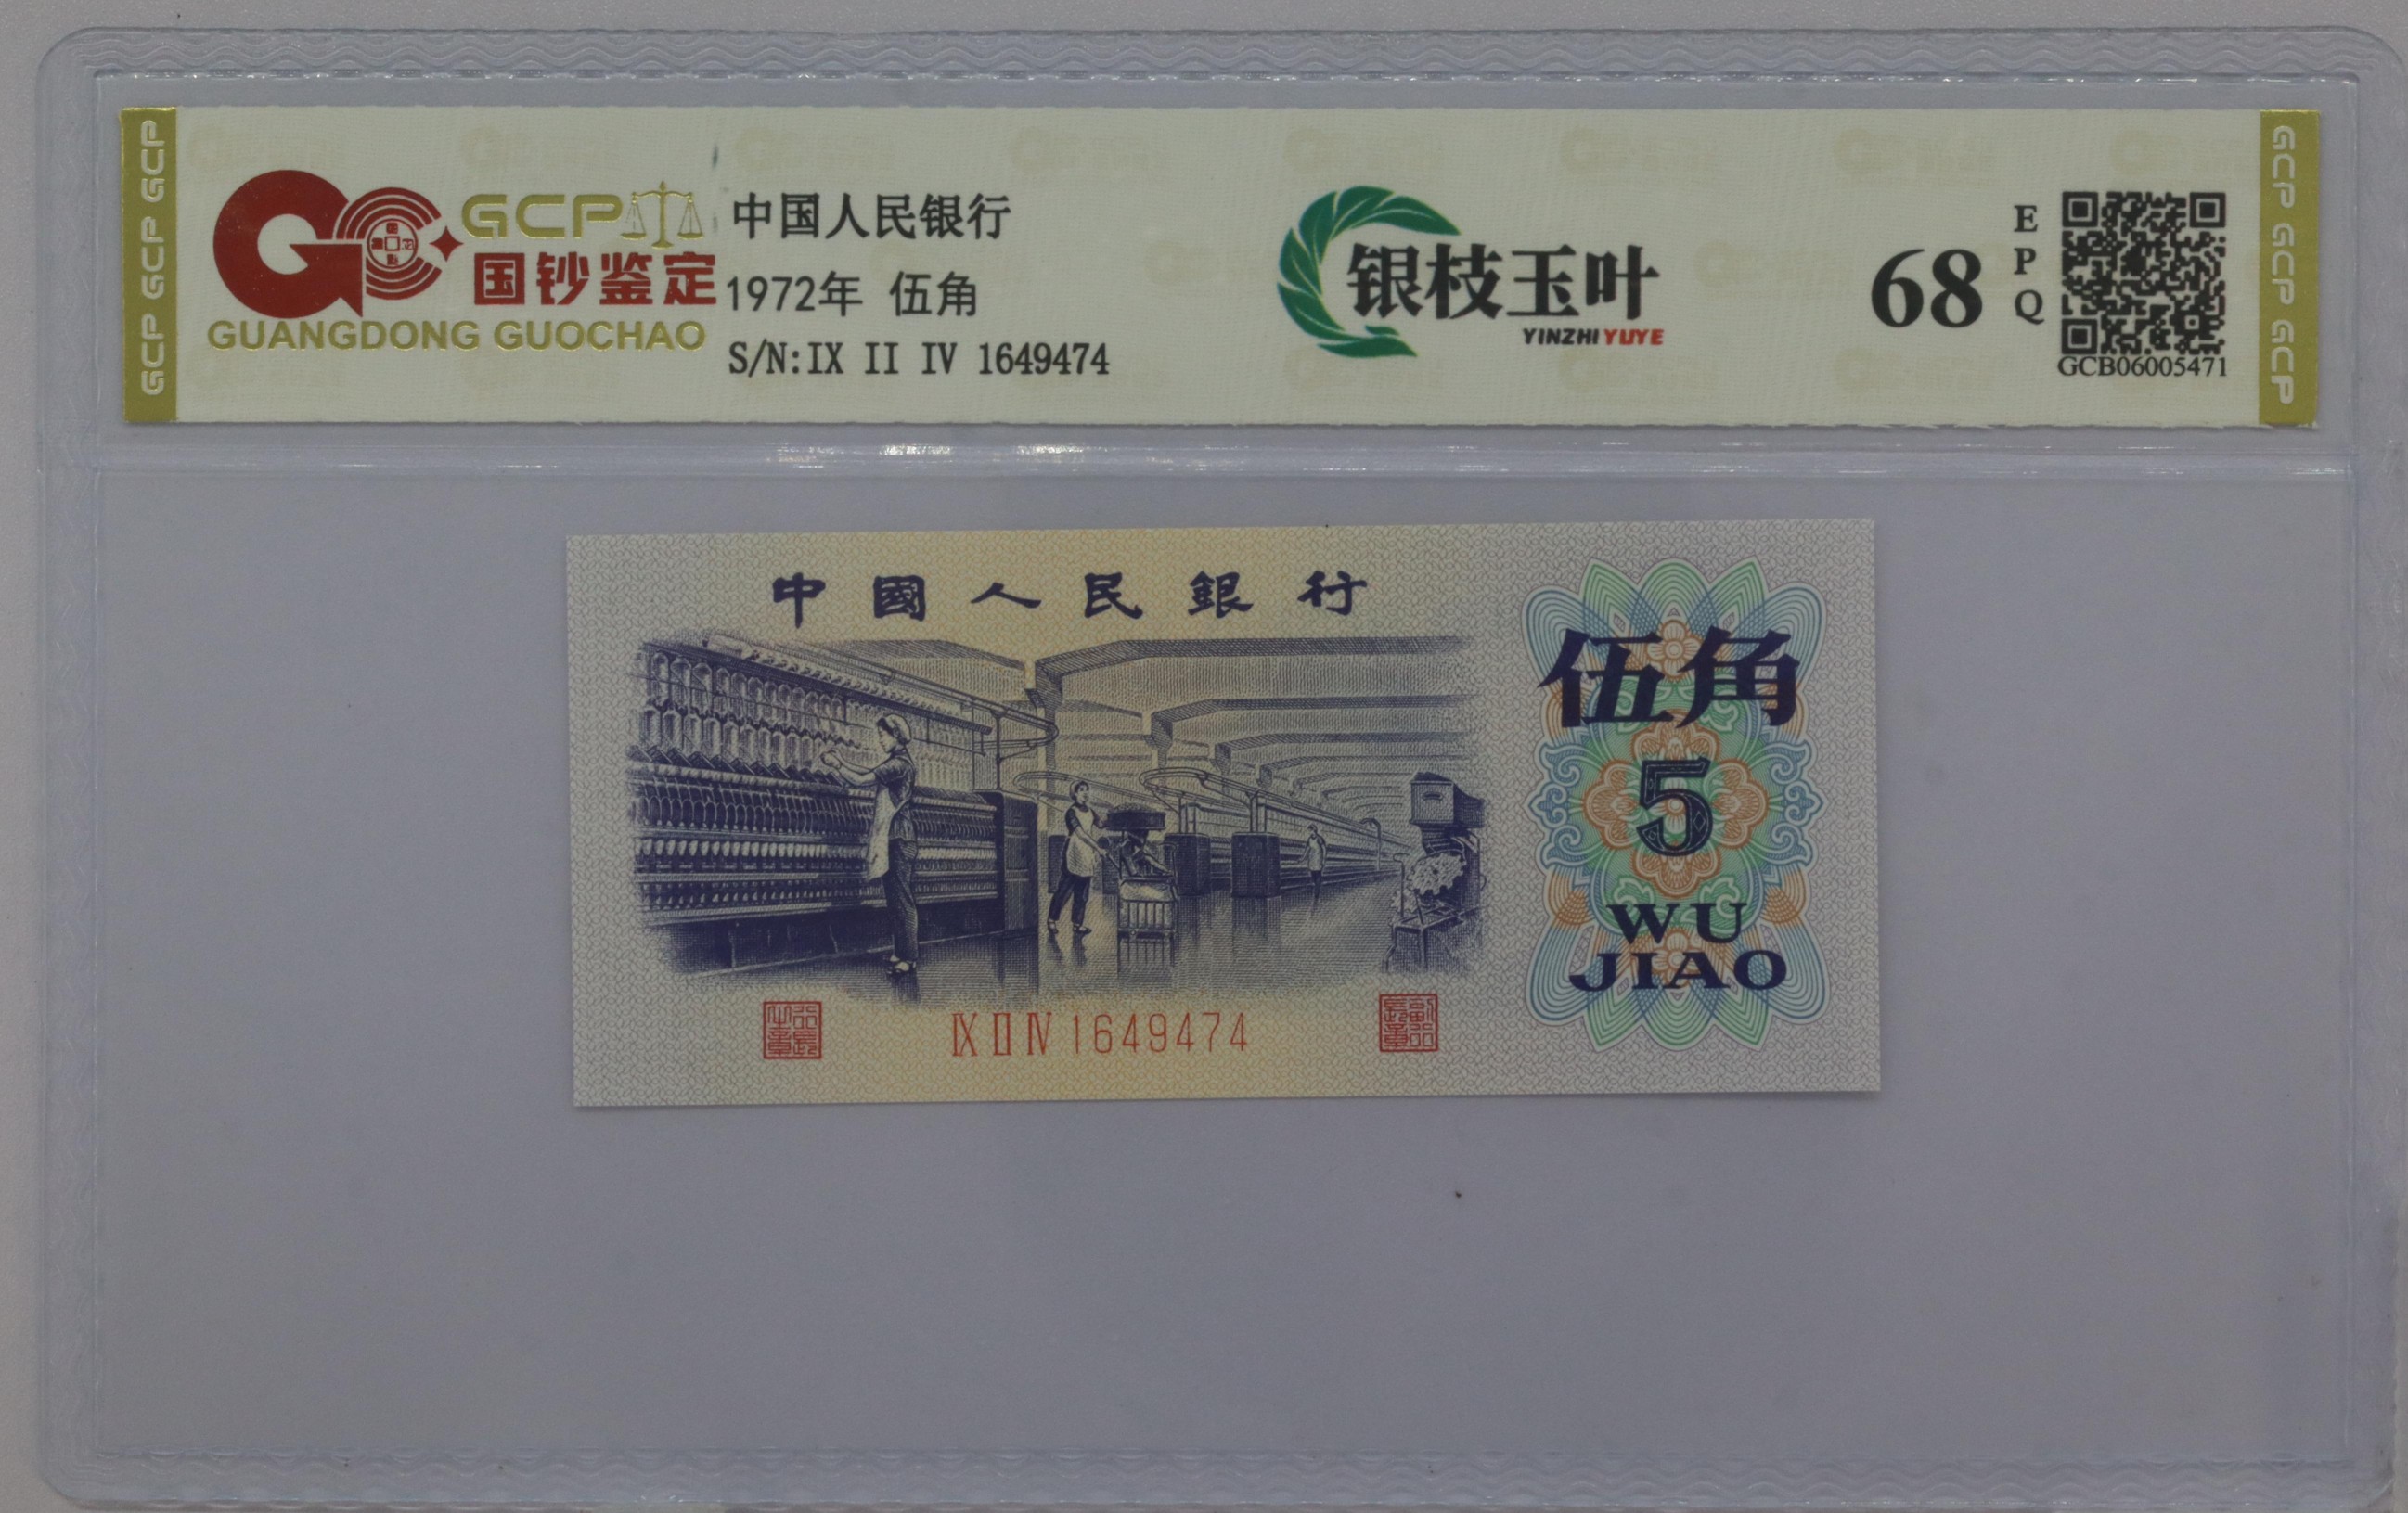 GCP GCP GCP
GCP
国钞鉴定
GUANGDONG GUOCHAO
中国人民银行
1972年 伍角
S/N:IX II IV 1649474
银枝玉叶
YINZHI YUYE
68
EPQ
GCB06005471
GCP GCP GCP
中國人民銀行
伍角
5
WU
JIAO
IX II IV 1649474